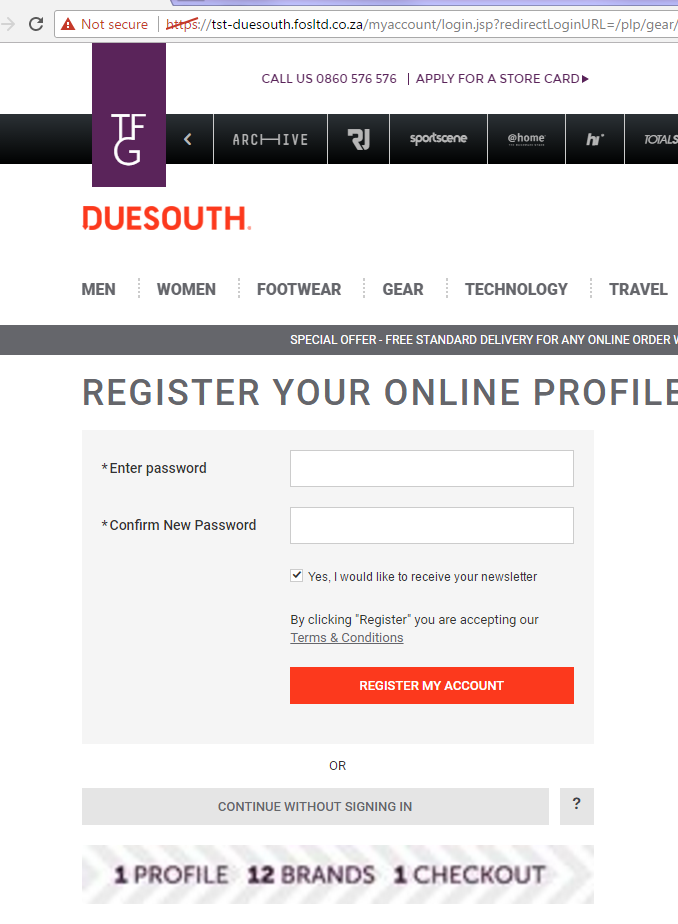 Not secure https://tst-duesouth.fosltd.co.za/myaccount/login.jsp?redirectLoginURL=/plp/gear/
CALL US 0860 576 576 | APPLY FOR A STORE CARD
TFG
ARCHIVE RJ sportscene @home hi TOTALS
DUESOUTH.
MEN WOMEN FOOTWEAR GEAR TECHNOLOGY TRAVEL
SPECIAL OFFER - FREE STANDARD DELIVERY FOR ANY ONLINE ORDER
REGISTER YOUR ONLINE PROFILE
*Enter password
*Confirm New Password
Yes, I would like to receive your newsletter
By clicking "Register" you are accepting our
Terms & Conditions
REGISTER MY ACCOUNT
OR
CONTINUE WITHOUT SIGNING IN ?
1 PROFILE 12 BRANDS 1 CHECKOUT